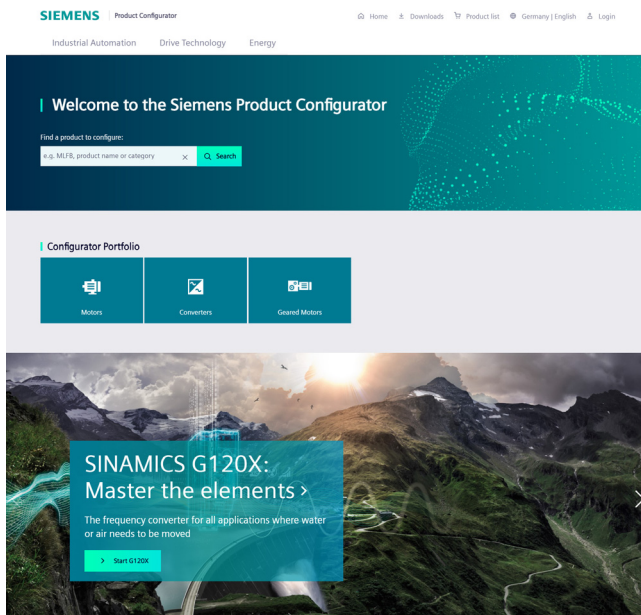 SIEMENS Product Configurator
Home Downloads Product list Germany | English Login
Industrial Automation Drive Technology Energy
Welcome to the Siemens Product Configurator
Find a product to configure:
e.g. MLFB, product name or category
Search
Configurator Portfolio
Motors
Converters
Geared Motors
SINAMICS G120X:
Master the elements ›
The frequency converter for all applications where water
or air needs to be moved
Start G120X